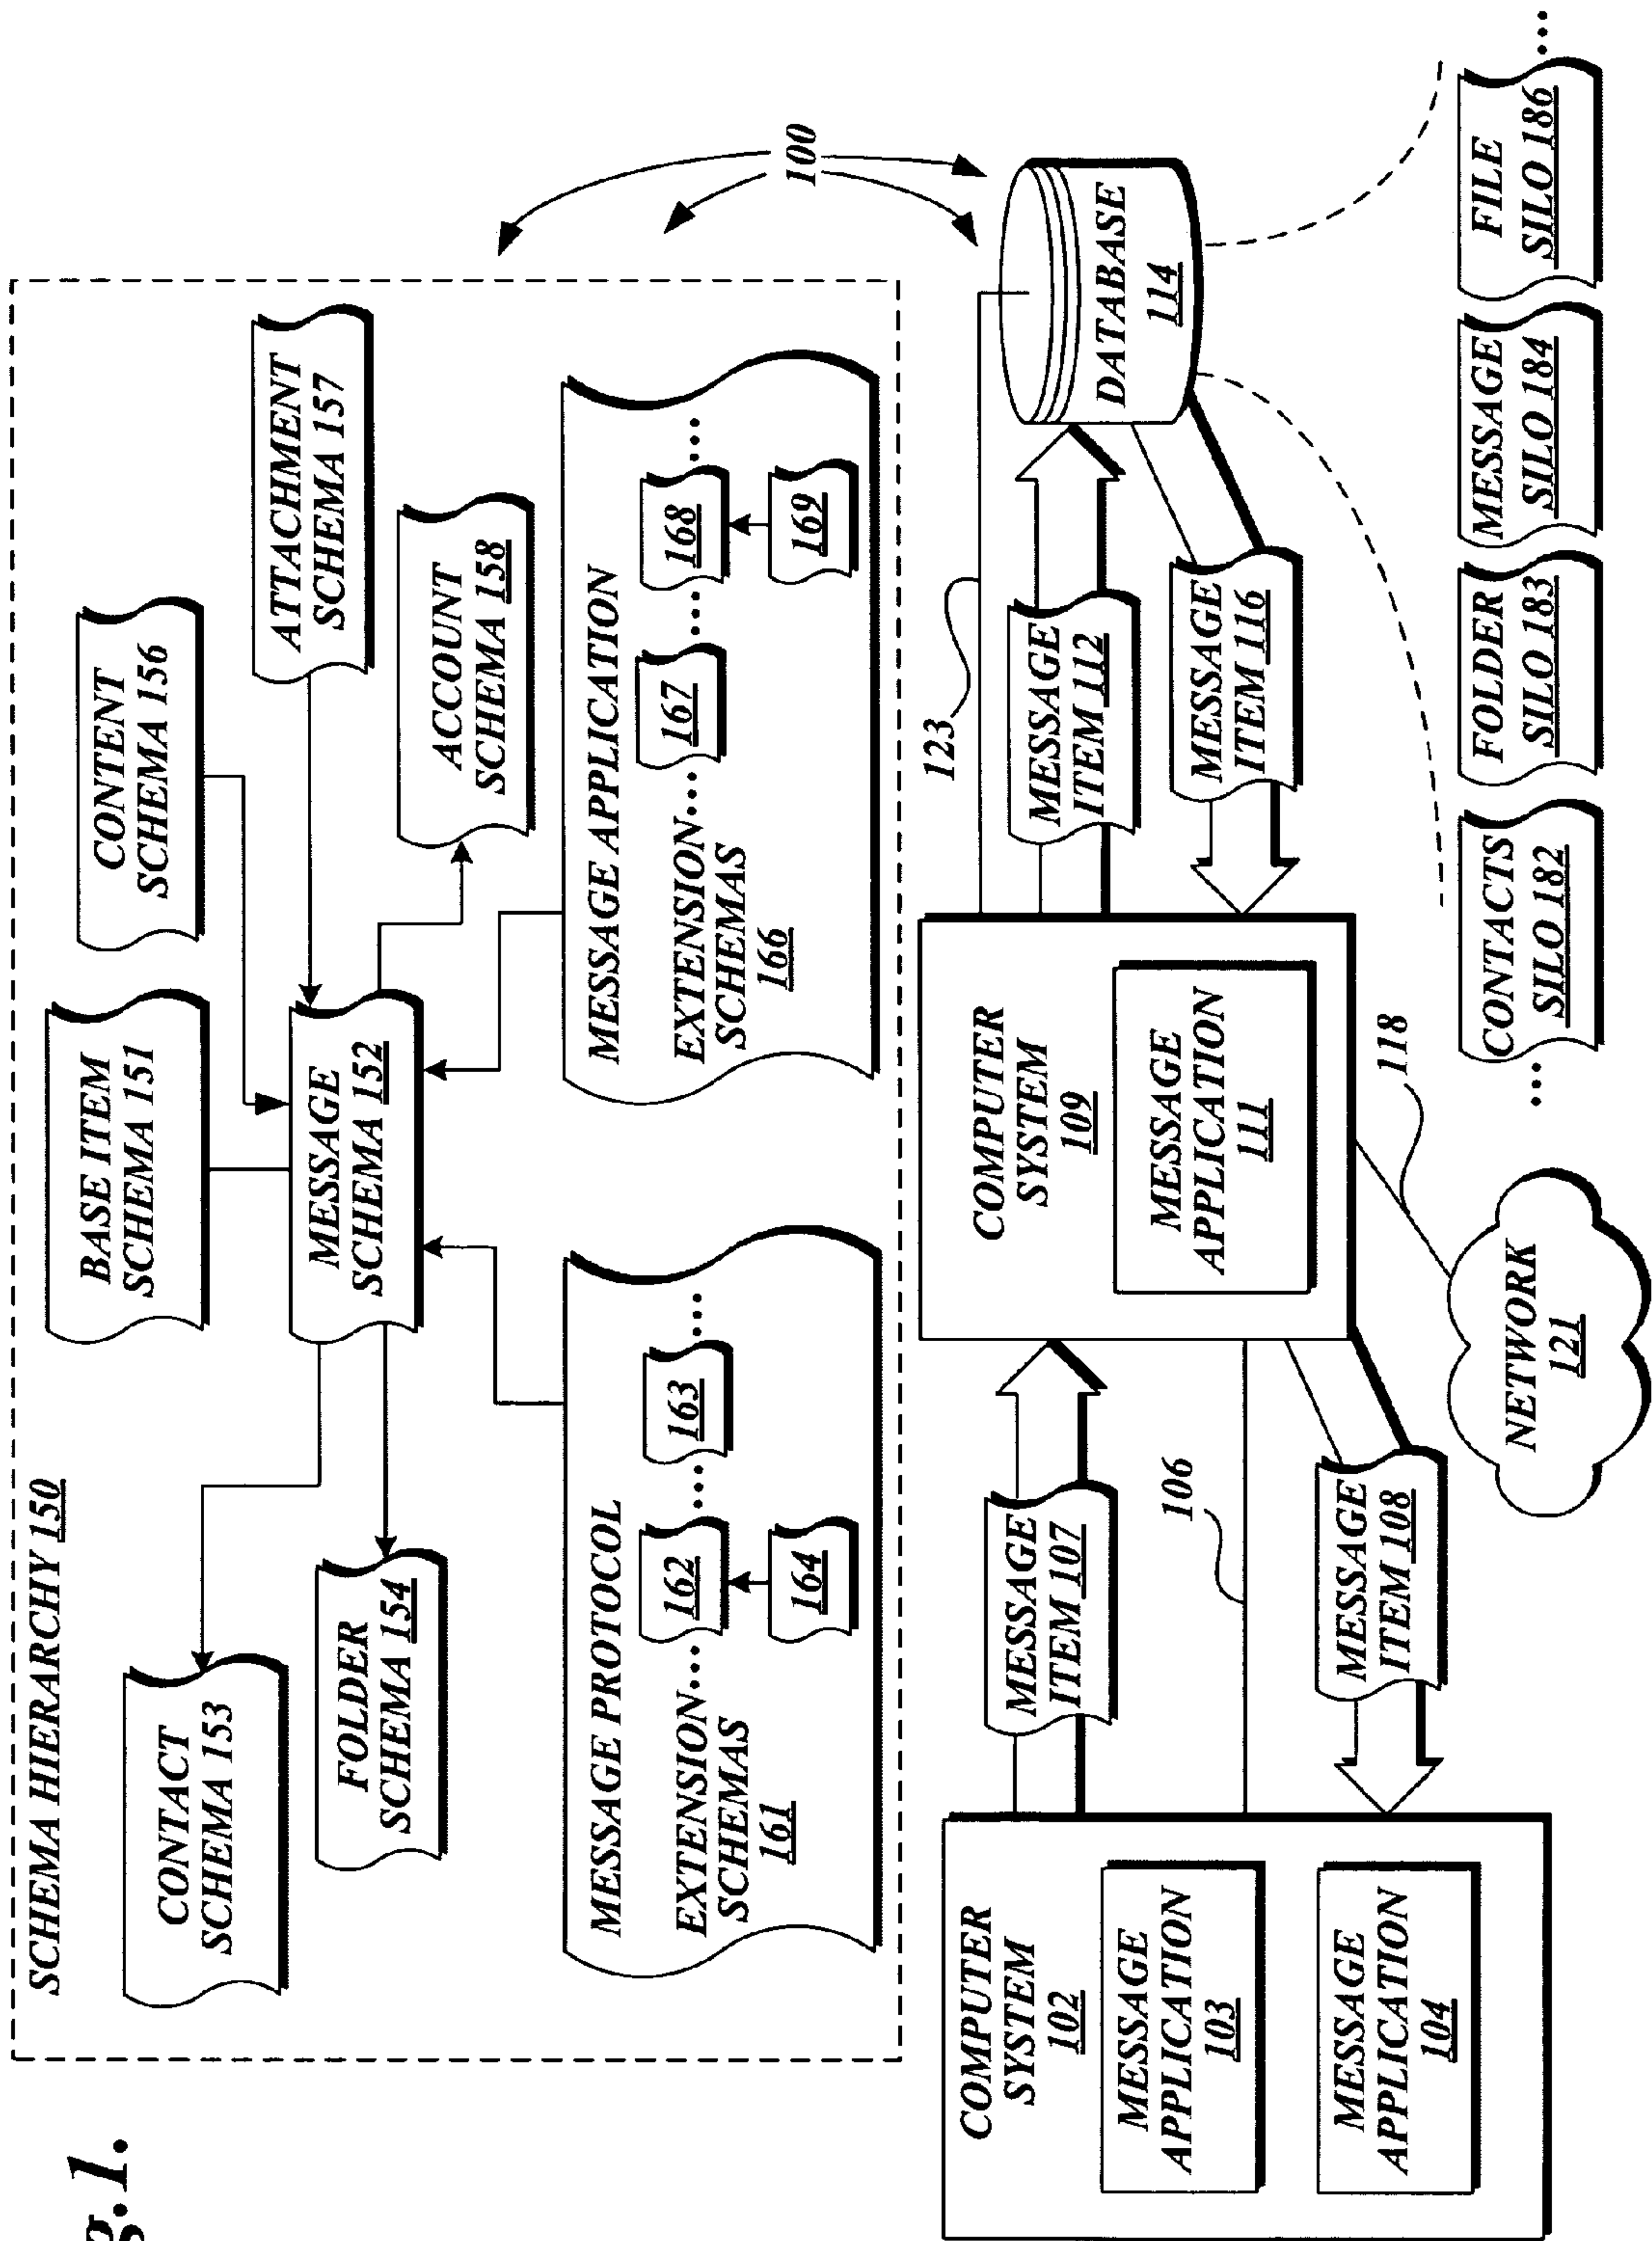 SCHEMA HIERARCHY 150
BASE ITEM
SCHEMA 151
CONTENT
SCHEMA 156
CONTACT
SCHEMA 153
MESSAGE
SCHEMA 152
ATTACHMENT
SCHEMA 157
FOLDER
SCHEMA 154
ACCOUNT
SCHEMA 158
MESSAGE PROTOCOL
EXTENSION...
SCHEMAS
161
162
....
163
...
164
MESSAGE APPLICATION
EXTENSION...
SCHEMAS
166
167
....
168
...
169
100
COMPUTER
SYSTEM
102
MESSAGE
APPLICATION
103
MESSAGE
APPLICATION
104
MESSAGE
ITEM 107
106
MESSAGE
ITEM 108
COMPUTER
SYSTEM
109
MESSAGE
APPLICATION
111
123
MESSAGE
ITEM 112
MESSAGE
ITEM 116
DATABASE
114
118
NETWORK
121
...
CONTACTS
SILO 182
FOLDER
SILO 183
MESSAGE
SILO 184
FILE
SILO 186
...
g.1.